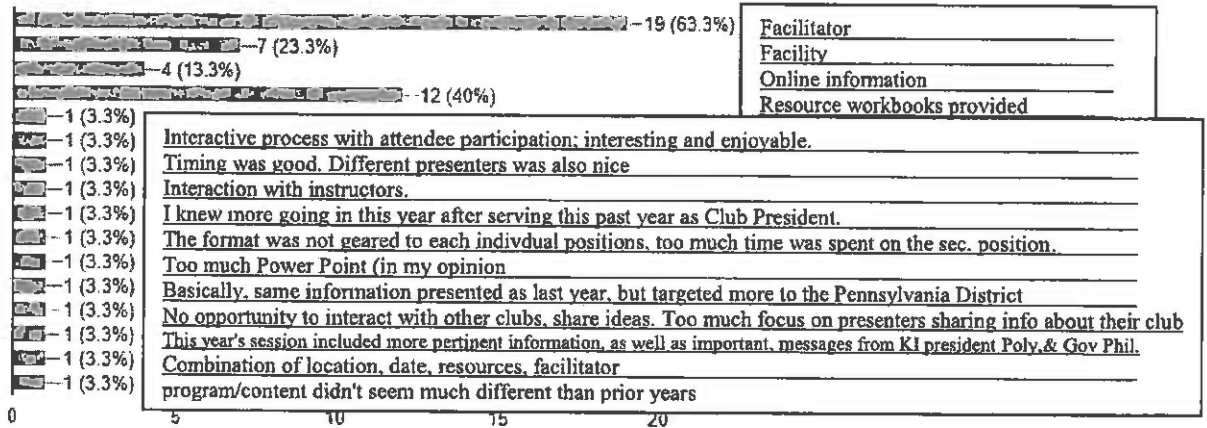 19 (63.3%) Facilitator
7 (23.3%) Facility
4 (13.3%) Online information
12 (40%) Resource workbooks provided
1 (3.3%) Interactive process with attendee participation; interesting and enjoyable.
1 (3.3%) Timing was good. Different presenters was also nice
1 (3.3%) Interaction with instructors.
1 (3.3%) I knew more going in this year after serving this past year as Club President.
1 (3.3%) The format was not geared to each indivdual positions, too much time was spent on the sec. position.
1 (3.3%) Too much Power Point (in my opinion
1 (3.3%) Basically, same information presented as last year, but targeted more to the Pennsylvania District
1 (3.3%) No opportunity to interact with other clubs, share ideas. Too much focus on presenters sharing info about their club
1 (3.3%) This year's session included more pertinent information, as well as important, messages from KI president Poly,& Gov Phil.
1 (3.3%) Combination of location, date, resources, facilitator
1 (3.3%) program/content didn't seem much different than prior years
0 5 10 15 20